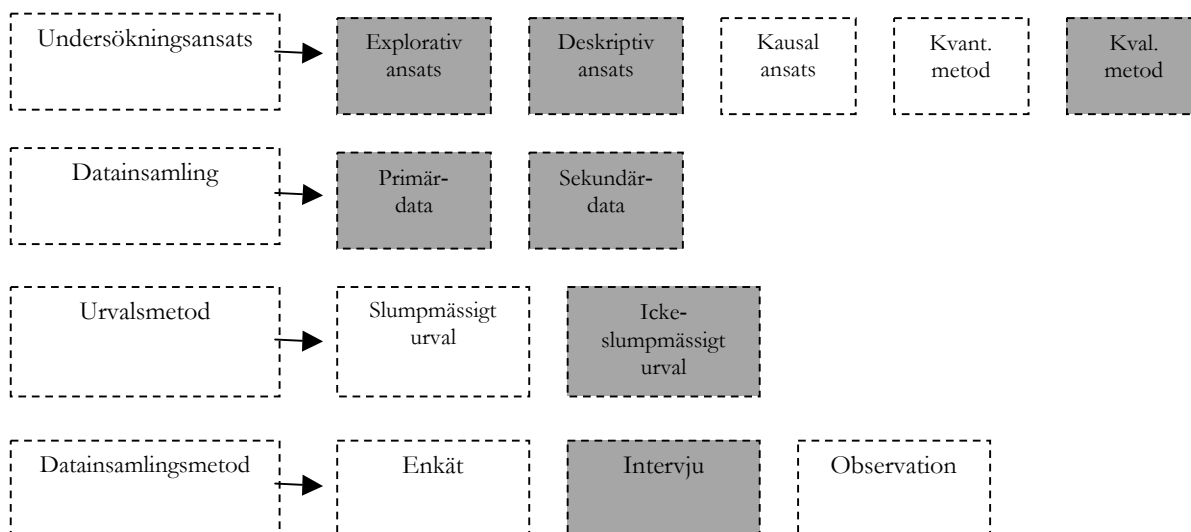 Undersökningsansats
Explorativ
ansats
Deskriptiv
ansats
Kausal
ansats
Kvant.
metod
Kval.
metod
Datainsamling
Primär-
data
Sekundär-
data
Urvalsmetod
Slumpmässigt
urval
Icke-
slumpmässigt
urval
Datainsamlingsmetod
Enkät
Intervju
Observation